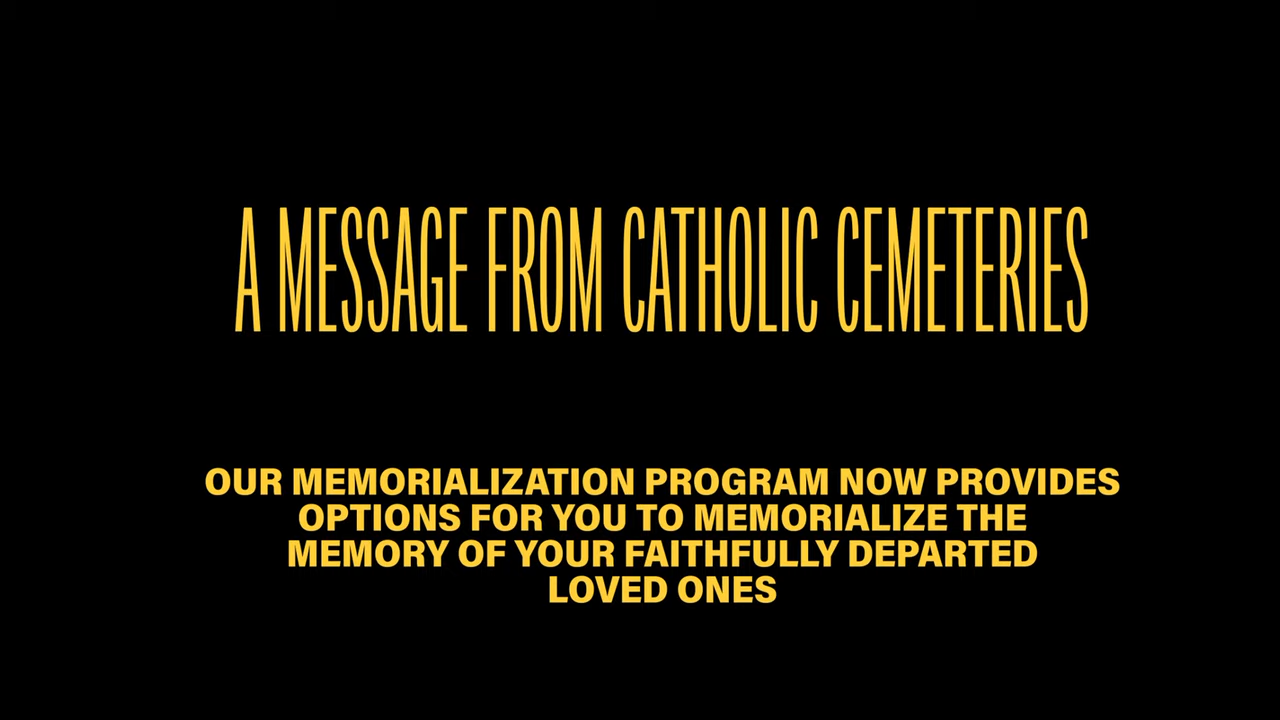 A MESSAGE FROM CATHOLIC CEMETERIES
OUR MEMORIALIZATION PROGRAM NOW PROVIDES
OPTIONS FOR YOU TO MEMORIALIZE THE
MEMORY OF YOUR FAITHFULLY DEPARTED
LOVED ONES